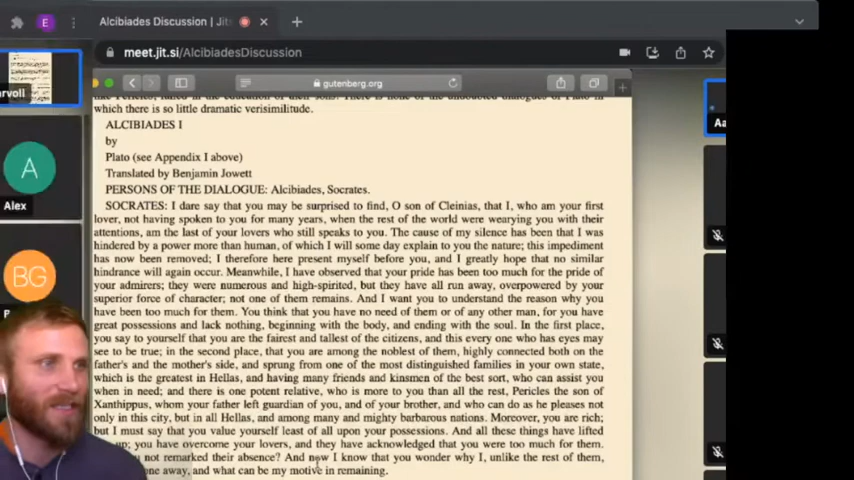 E
Alcibiades Discussion | Jit
meet.jit.si/AlcibiadesDiscussion
gutenberg.org
which there is so little dramatic verisimilitude.
ALCIBIADES I
by
Plato (see Appendix I above)
Translated by Benjamin Jowett
PERSONS OF THE DIALOGUE: Alcibiades, Socrates.
SOCRATES: I dare say that you may be surprised to find, O son of Cleinias, that I, who am your first
lover, not having spoken to you for many years, when the rest of the world were wearying you with their
attentions, am the last of your lovers who still speaks to you. The cause of my silence has been that I was
hindered by a power more than human, of which I will some day explain to you the nature; this impediment
has now been removed; I therefore here present myself before you, and I greatly hope that no similar
hindrance will again occur. Meanwhile, I have observed that your pride has been too much for the pride of
your admirers; they were numerous and high-spirited, but they have all run away, overpowered by your
superior force of character; not one of them remains. And I want you to understand the reason why you
have been too much for them. You think that you have no need of them or of any other man, for you have
great possessions and lack nothing, beginning with the body, and ending with the soul. In the first place,
you say to yourself that you are the fairest and tallest of the citizens, and this every one who has eyes may
see to be true; in the second place, that you are among the noblest of them, highly connected both on the
father's and the mother's side, and sprung from one of the most distinguished families in your own state,
which is the greatest in Hellas, and having many friends and kinsmen of the best sort, who can assist you
when in need; and there is one potent relative, who is more to you than all the rest, Pericles the son of
Xanthippus, whom your father left guardian of you, and of your brother, and who can do as he pleases not
only in this city, but in all Hellas, and among many and mighty barbarous nations. Moreover, you are rich;
but I must say that you value yourself least of all upon your possessions. And all these things have lifted
up; you have overcome your lovers, and they have acknowledged that you were too much for them.
not remarked their absence? And now I know that you wonder why I, unlike the rest of them,
away, and what can be my motive in remaining.
rvoll
A
Alex
BG
Aa